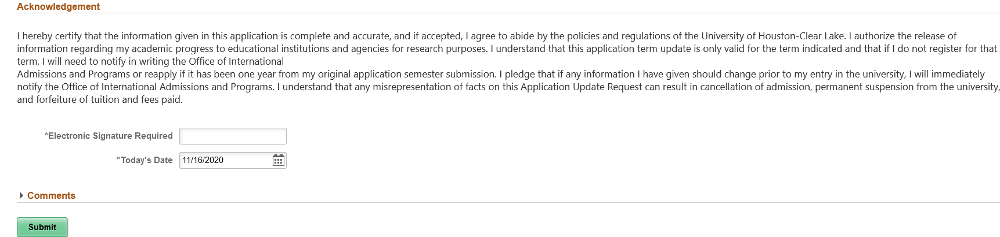 Acknowledgement
I hereby certify that the information given in this application is complete and accurate, and if accepted, I agree to abide by the policies and regulations of the University of Houston-Clear Lake. I authorize the release of
information regarding my academic progress to educational institutions and agencies for research purposes. I understand that this application term update is only valid for the term indicated and that if I do not register for that
term, I will need to notify in writing the Office of International
Admissions and Programs or reapply if it has been one year from my original application semester submission. I pledge that if any information I have given should change prior to my entry in the university, I will immediately
notify the Office of International Admissions and Programs. I understand that any misrepresentation of facts on this Application Update Request can result in cancellation of admission, permanent suspension from the university,
and forfeiture of tuition and fees paid.
*Electronic Signature Required
*Today's Date 11/16/2020
Comments
Submit